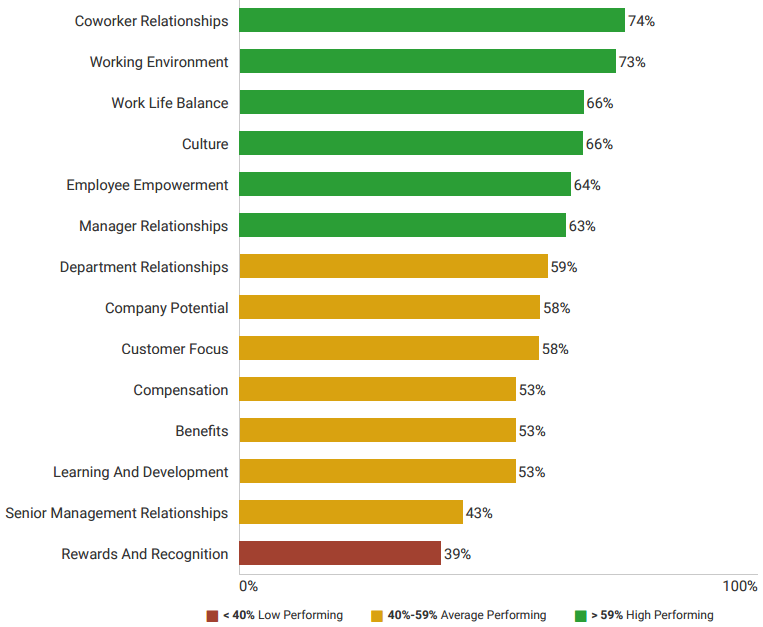 Coworker Relationships 74%
Working Environment 73%
Work Life Balance 66%
Culture 66%
Employee Empowerment 64%
Manager Relationships 63%
Department Relationships 59%
Company Potential 58%
Customer Focus 58%
Compensation 53%
Benefits 53%
Learning And Development 53%
Senior Management Relationships 43%
Rewards And Recognition 39%
0% 100%
< 40% Low Performing 40%-59% Average Performing > 59% High Performing